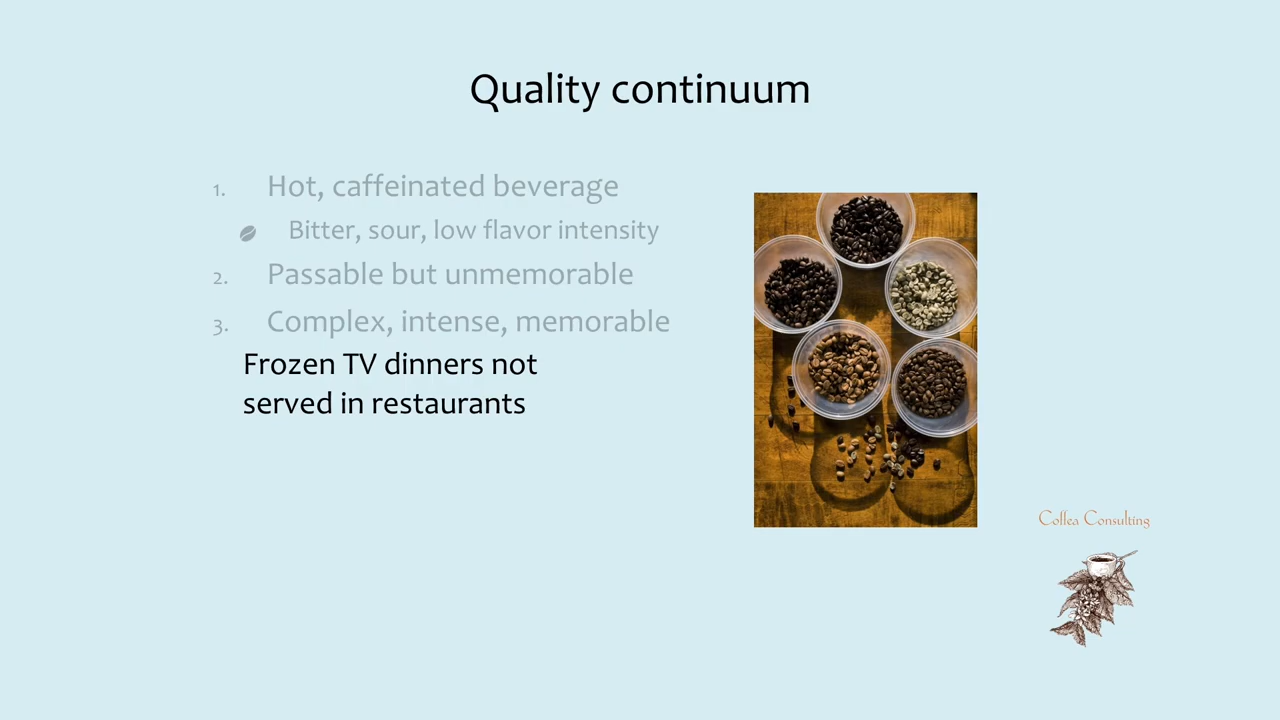 Quality continuum
1. Hot, caffeinated beverage
Bitter, sour, low flavor intensity
2. Passable but unmemorable
3. Complex, intense, memorable
Frozen TV dinners not
served in restaurants
Coffea Consulting